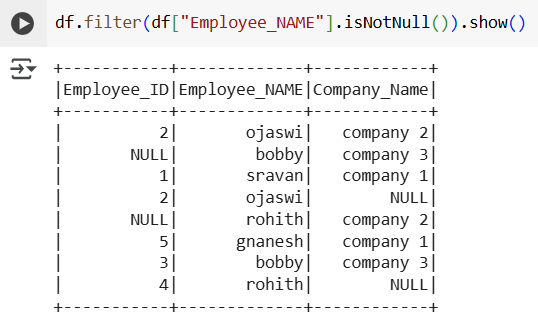 df.filter(df["Employee_NAME"].isNotNull()).show()
+-----------+-------------+------------+
|Employee_ID|Employee_NAME|Company_Name|
+-----------+-------------+------------+
|          2|       ojaswi|   company 2|
|       NULL|        bobby|   company 3|
|          1|       sravan|   company 1|
|          2|       ojaswi|        NULL|
|       NULL|       rohith|   company 2|
|          5|      gnanesh|   company 1|
|          3|        bobby|   company 3|
|          4|       rohith|        NULL|
+-----------+-------------+------------+